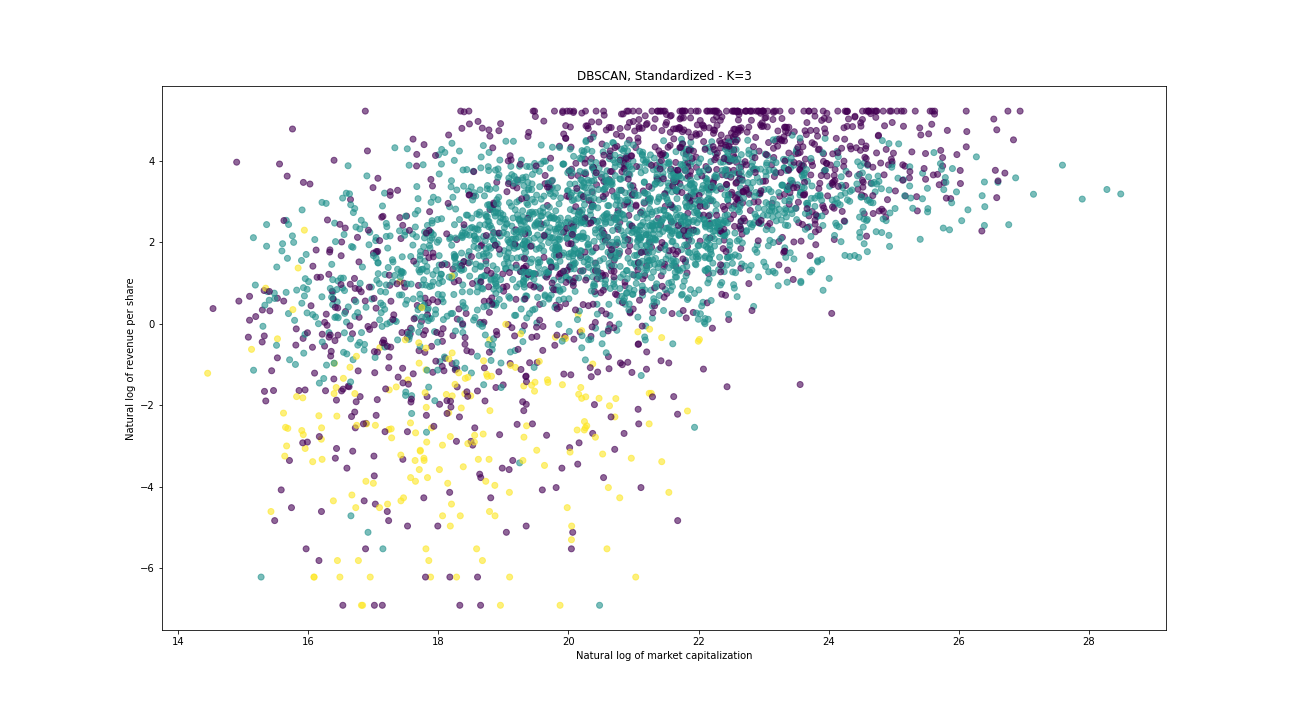 DBSCAN, Standardized - K=3
Natural log of revenue per share
4
2
0
−2
−4
−6
14 16 18 20 22 24 26 28
Natural log of market capitalization